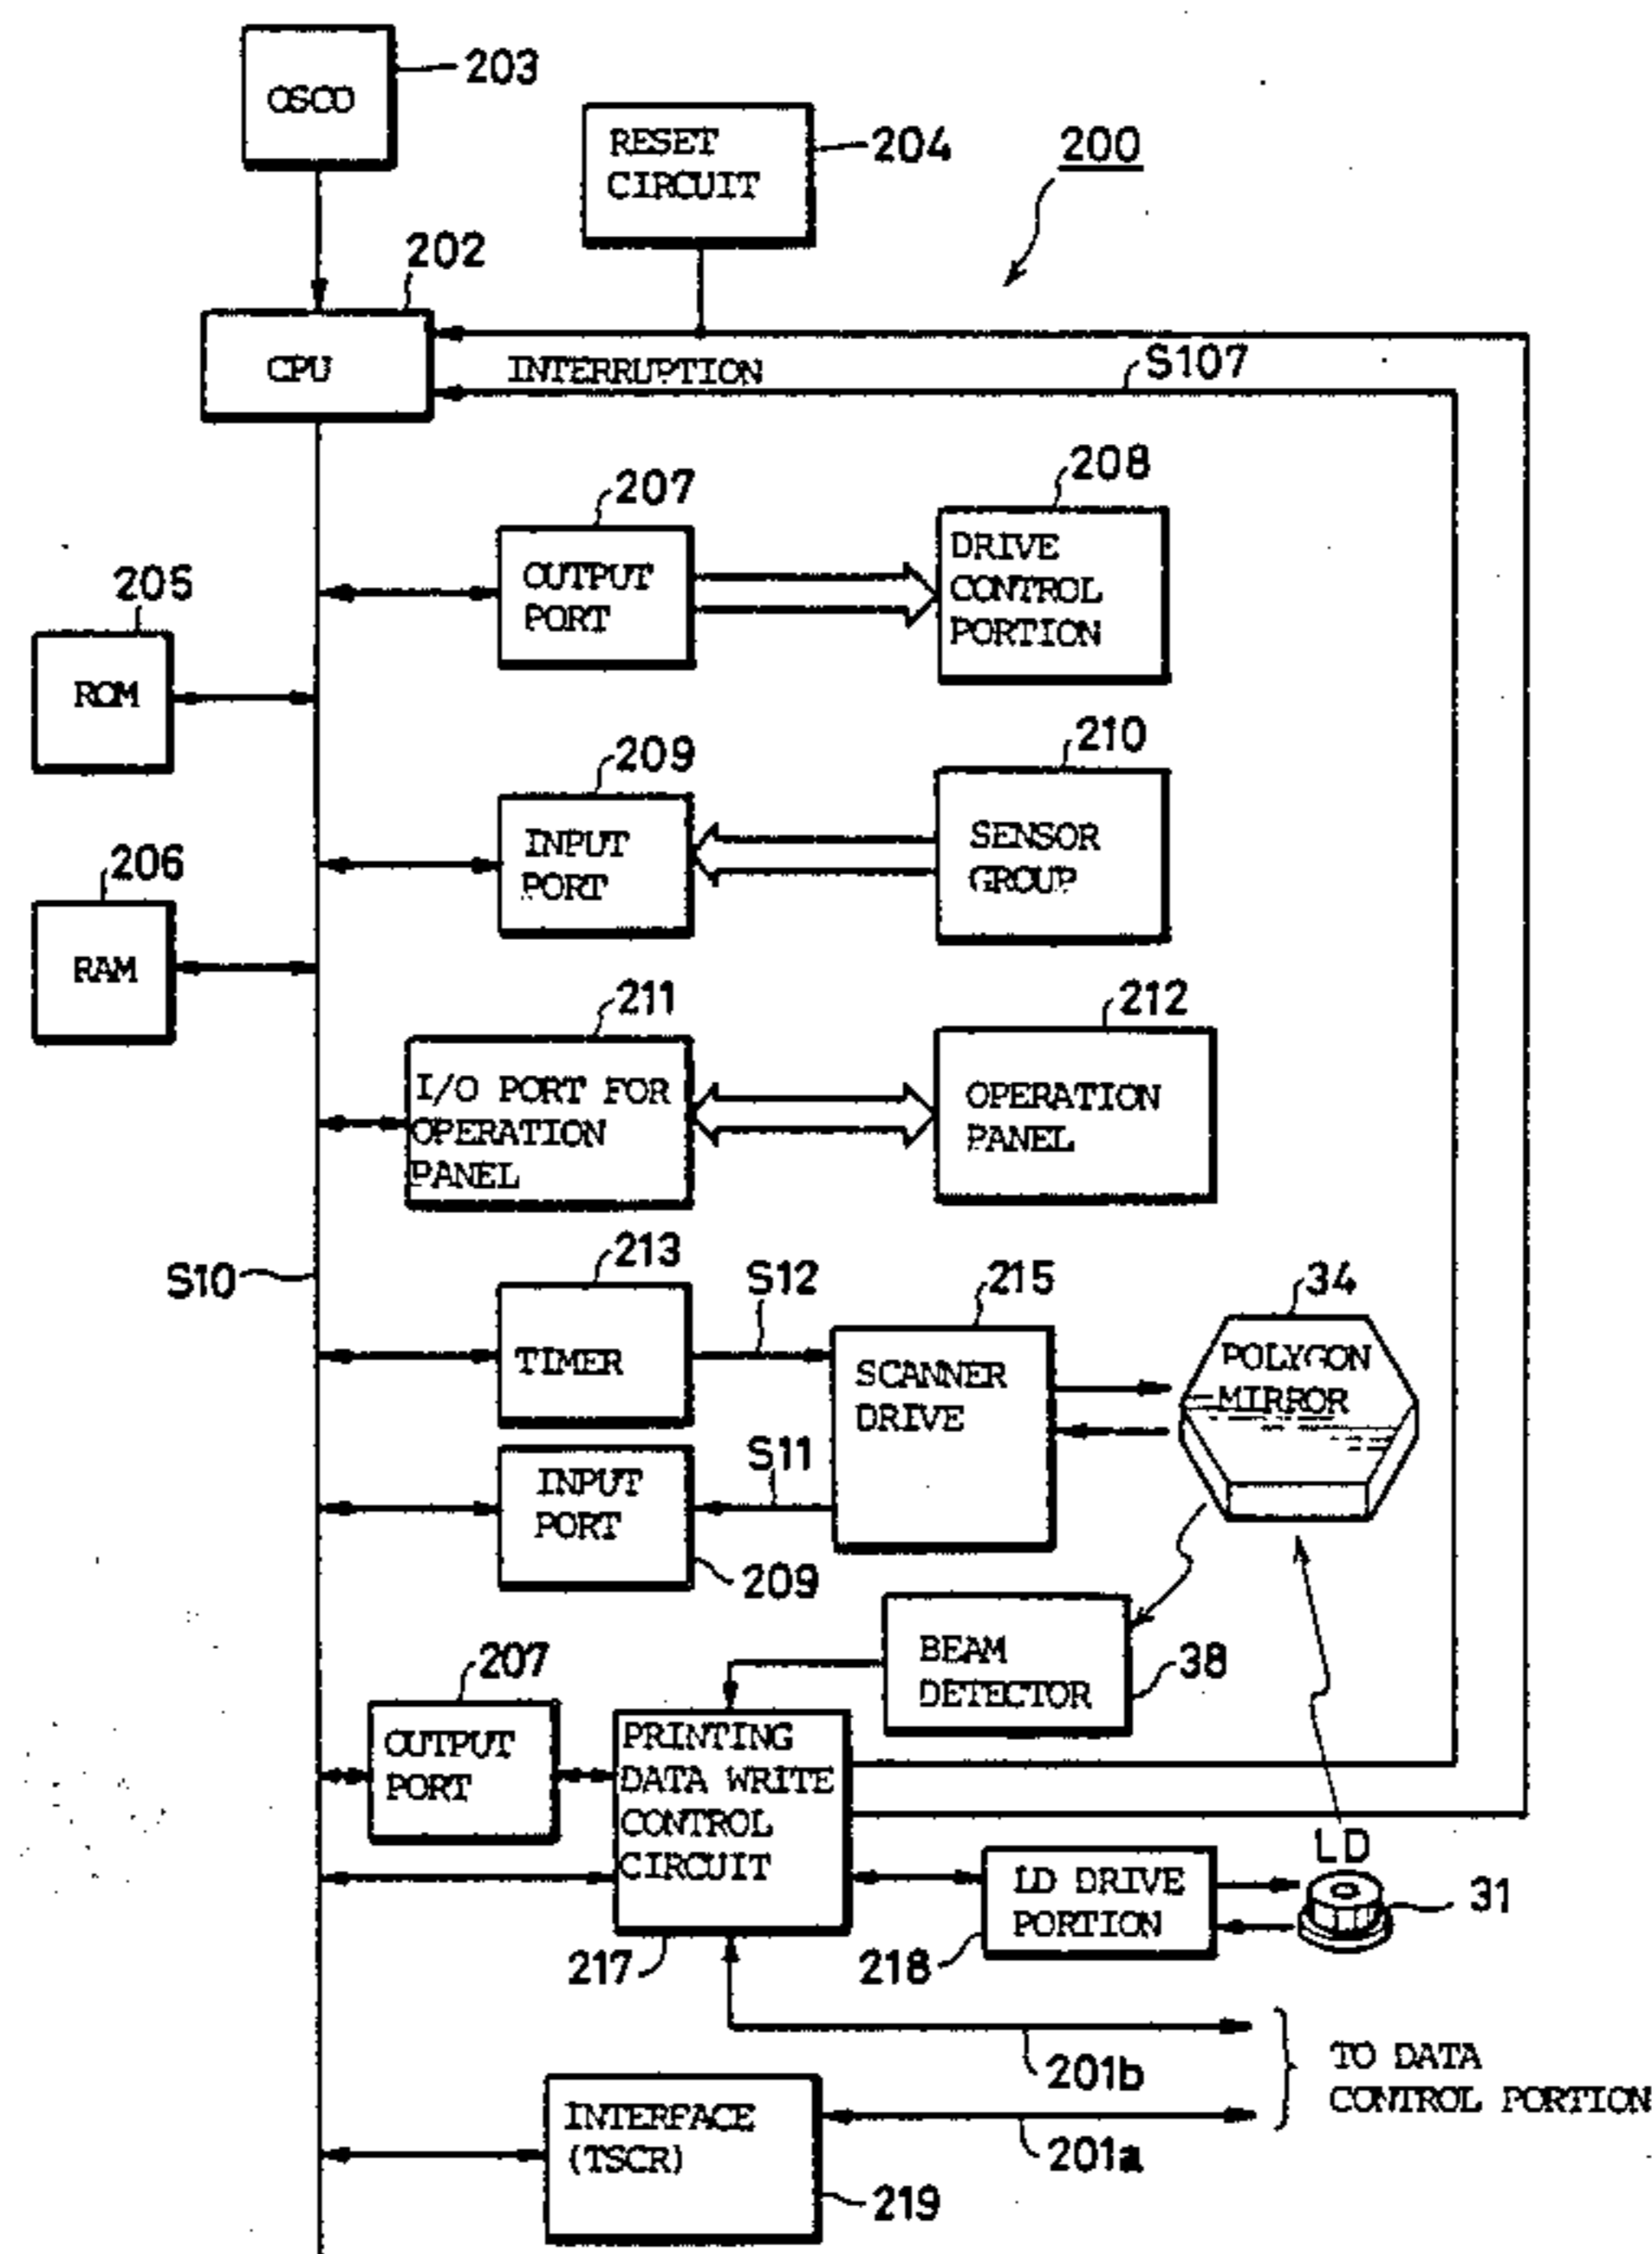 203
OSCO
RESET
CIRCUIT
204
200
202
CPU
INTERRUPTION
S107
207
208
OUTPUT
PORT
DRIVE
CONTROL
PORTION
205
ROM
209
210
INPUT
PORT
SENSOR
GROUP
206
RAM
211
212
I/O PORT FOR
OPERATION
PANEL
OPERATION
PANEL
S10
213
S12
215
34
TIMER
SCANNER
DRIVE
POLYGON
MIRROR
S11
INPUT
PORT
209
BEAM
DETECTOR
38
207
OUTPUT
PORT
PRINTING
DATA WRITE
CONTROL
CIRCUIT
217
LD DRIVE
PORTION
218
LD
31
201b
TO DATA
CONTROL PORTION
INTERFACE
(TSCR)
201a
219